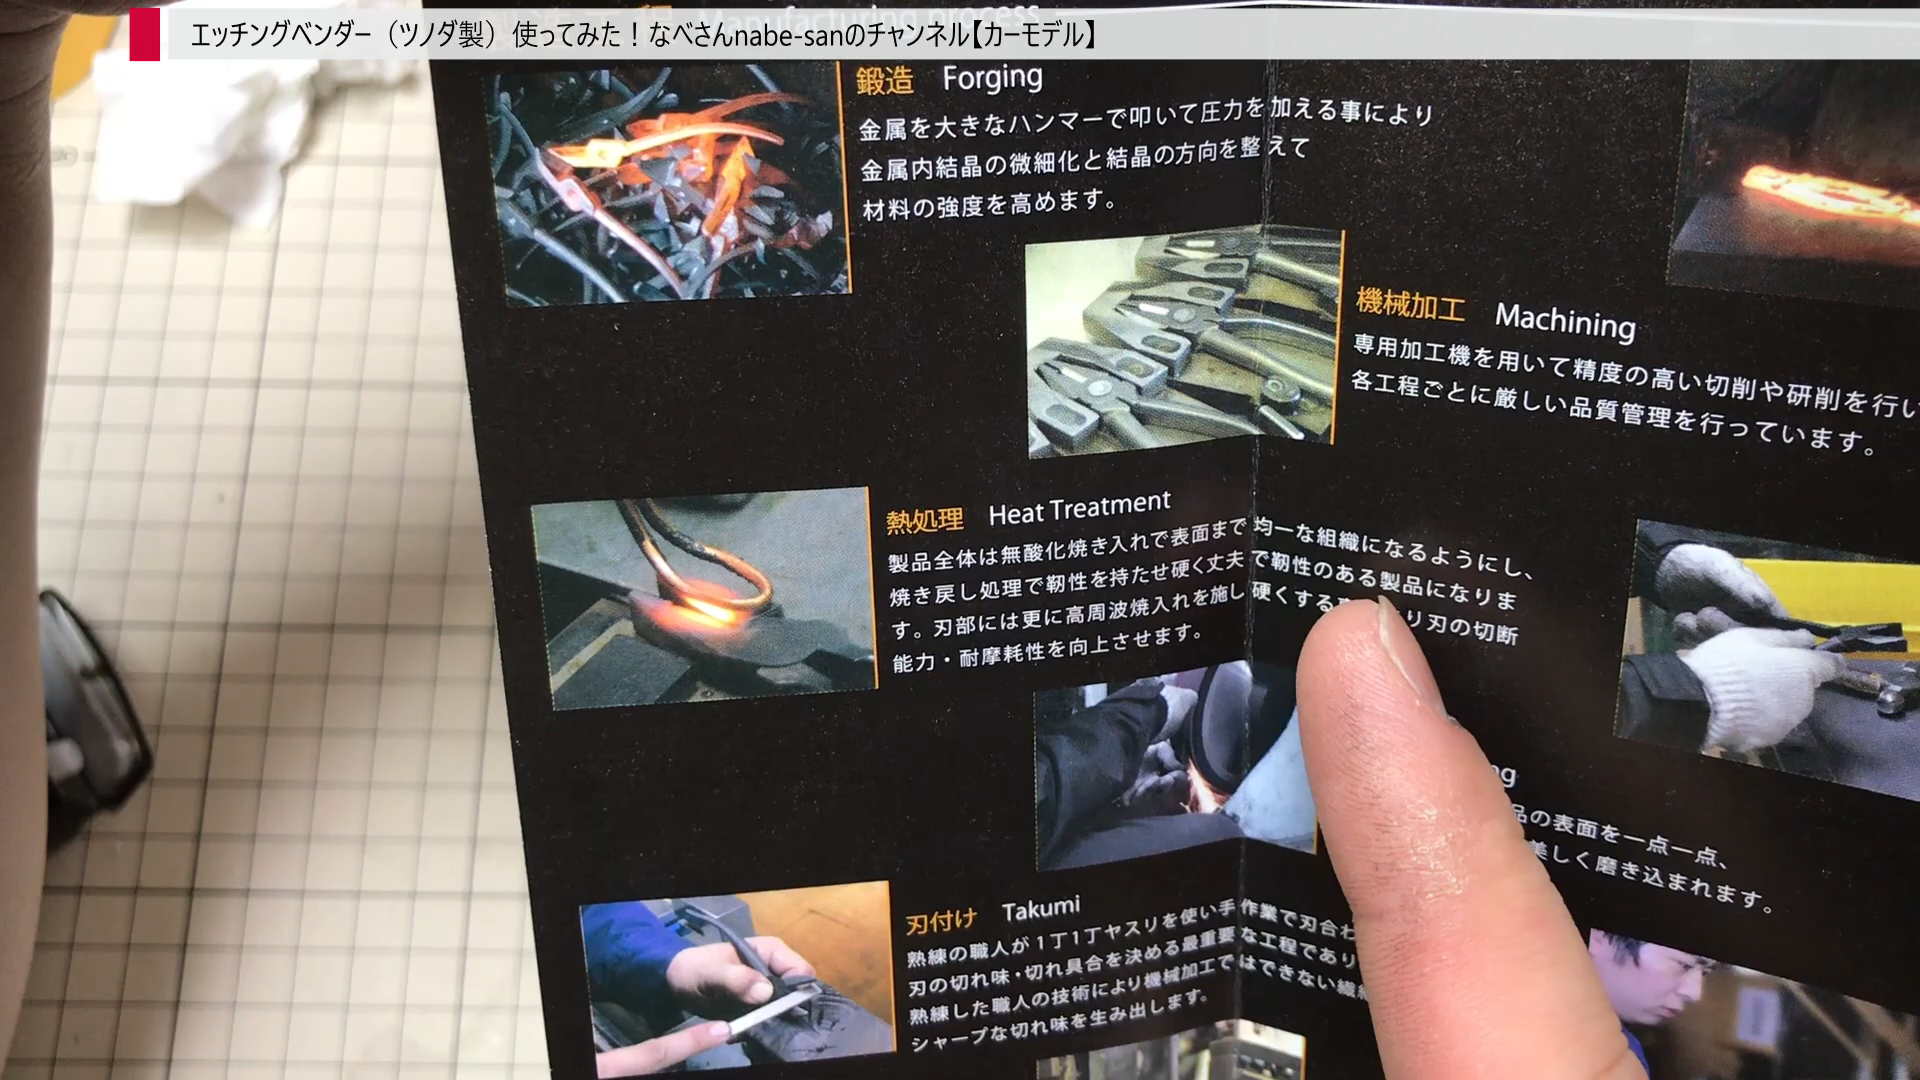 エッチングベンダー（ツノダ製）使ってみた！なべさんnabe-sanのチャンネル【カーモデル】
Manufacturing process
鍛造 Forging
金属を大きなハンマーで叩いて圧力を加える事により
金属内結晶の微細化と結晶の方向を整えて
材料の強度を高めます。
機械加工 Machining
専用加工機を用いて精度の高い切削や研削を行い
各工程ごとに厳しい品質管理を行っています。
熱処理 Heat Treatment
製品全体は無酸化焼き入れで表面まで均一な組織になるようにし、
焼き戻し処理で靭性を持たせ硬く丈夫で靭性のある製品になりま
す。刃部には更に高周波焼入れを施し硬くする り刃の切断
能力・耐摩耗性を向上させます。
ng
品の表面を一点一点、
美しく磨き込まれます。
刃付け Takumi
熟練の職人が1丁1丁ヤスリを使い手作業で刃合わ
刃の切れ味・切れ具合を決める最重要な工程であり
熟練した職人の技術により機械加工ではできない繊
シャープな切れ味を生み出します。